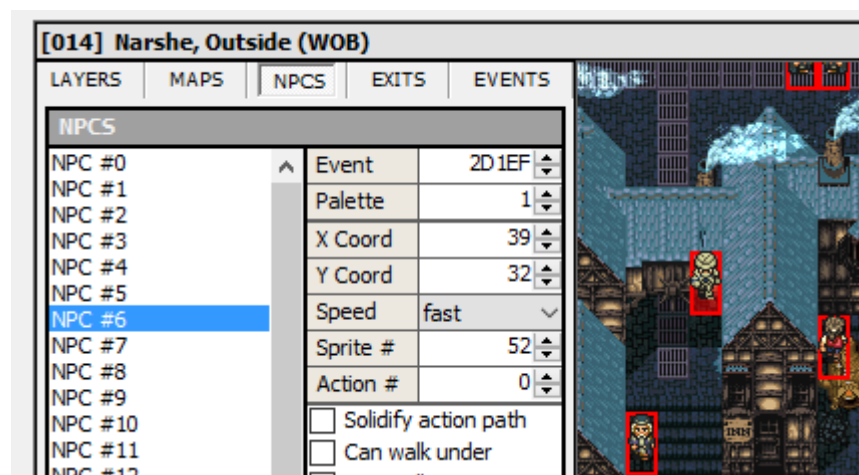 [014] Narshe, Outside (WOB)
LAYERS MAPS NPCS EXITS EVENTS
NPCS
NPC #0
NPC #1
NPC #2
NPC #3
NPC #4
NPC #5
NPC #6
NPC #7
NPC #8
NPC #9
NPC #10
NPC #11
Event 2D1EF
Palette 1
X Coord 39
Y Coord 32
Speed fast
Sprite # 52
Action # 0
Solidify action path
Can walk under
INN